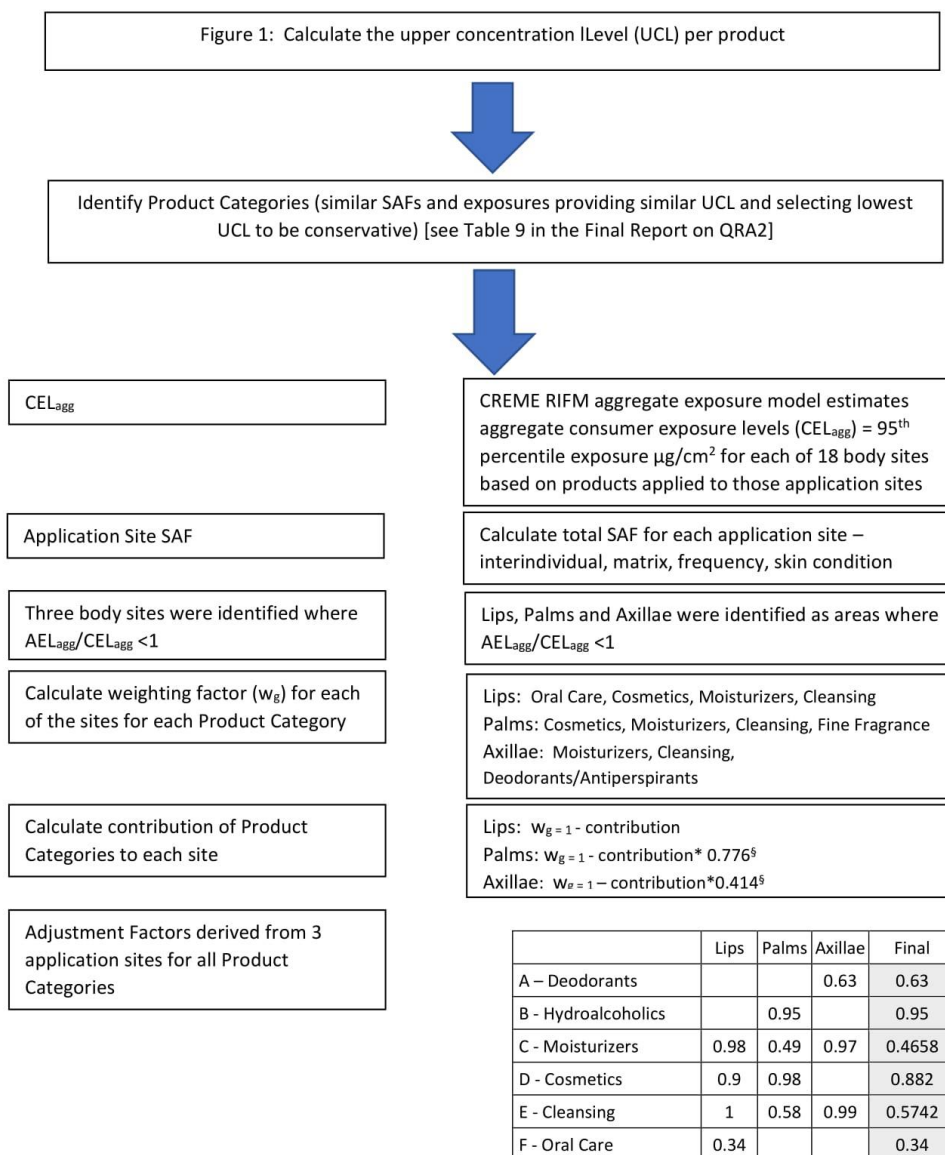 Figure 1: Calculate the upper concentration lLevel (UCL) per product
Identify Product Categories (similar SAFs and exposures providing similar UCL and selecting lowest
UCL to be conservative) [see Table 9 in the Final Report on QRA2]
CELagg
CREME RIFM aggregate exposure model estimates
aggregate consumer exposure levels (CELagg) = 95th
percentile exposure µg/cm² for each of 18 body sites
based on products applied to those application sites
Application Site SAF
Calculate total SAF for each application site –
interindividual, matrix, frequency, skin condition
Three body sites were identified where
AELagg/CELagg <1
Lips, Palms and Axillae were identified as areas where
AELagg/CELagg <1
Calculate weighting factor (wg) for each
of the sites for each Product Category
Lips: Oral Care, Cosmetics, Moisturizers, Cleansing
Palms: Cosmetics, Moisturizers, Cleansing, Fine Fragrance
Axillae: Moisturizers, Cleansing,
Deodorants/Antiperspirants
Calculate contribution of Product
Categories to each site
Lips: wg = 1 - contribution
Palms: wg = 1 - contribution* 0.776§
Axillae: wg = 1 – contribution*0.414§
Adjustment Factors derived from 3
application sites for all Product
Categories
Lips Palms Axillae Final
A – Deodorants 0.63 0.63
B - Hydroalcoholics 0.95 0.95
C - Moisturizers 0.98 0.49 0.97 0.4658
D - Cosmetics 0.9 0.98 0.882
E - Cleansing 1 0.58 0.99 0.5742
F - Oral Care 0.34 0.34